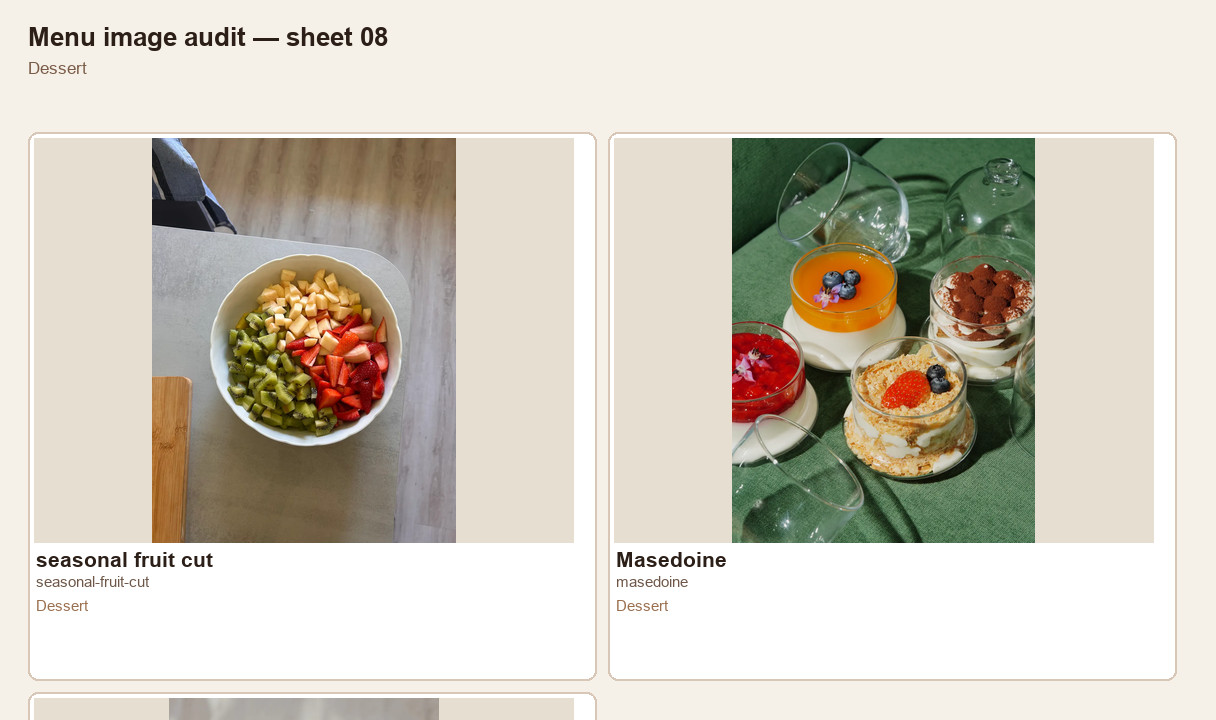 Menu image audit — sheet 08
Dessert
seasonal fruit cut
seasonal-fruit-cut
Dessert
Masedoine
masedoine
Dessert